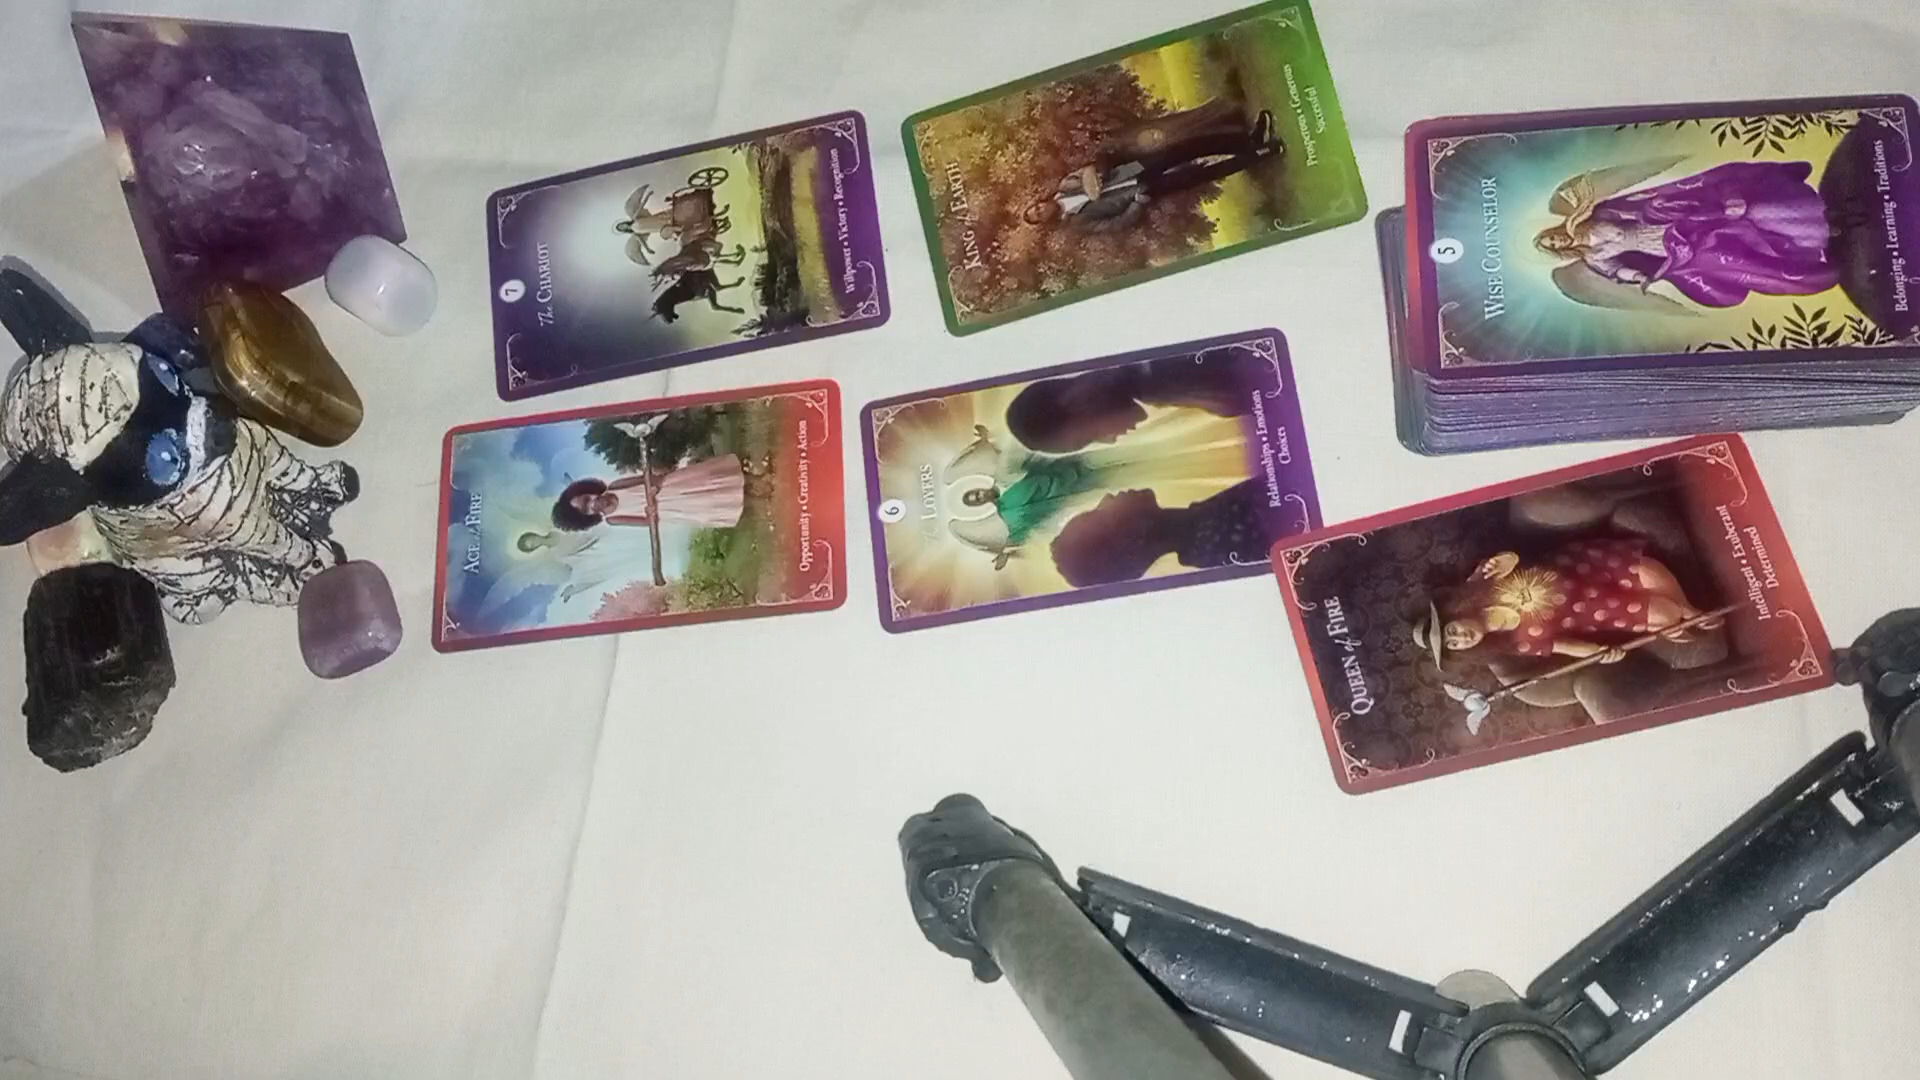 7
The CHARIOT
Willpower • Victory • Recognition
KING of EARTH
Prosperous • Generous
Successful
5
WISE COUNSELOR
Belonging • Learning • Traditions
ACE of FIRE
Opportunity • Creativity • Action
6
The LOVERS
Relationships • Emotions
Choices
QUEEN of FIRE
Intelligent • Exuberant
Determined